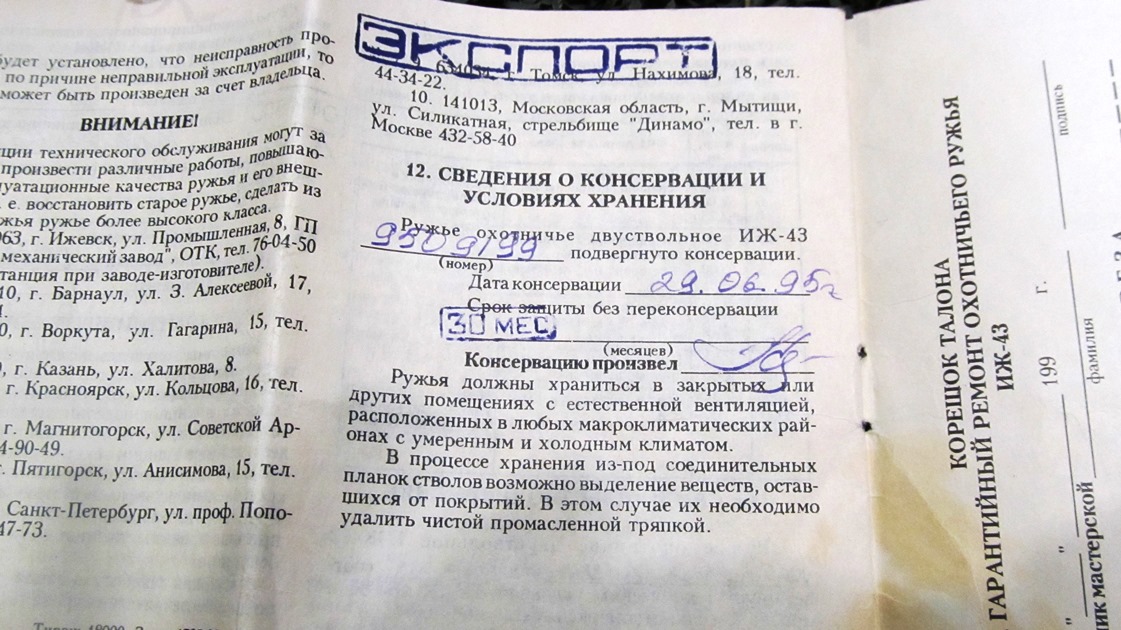 будет установлено, что неисправность про-
по причине неправильной эксплуатации, то
может быть произведен за счет владельца.
ВНИМАНИЕ!
ции технического обслуживания могут за
произвести различные работы, повышаю-
луатационные качества ружья и его внеш-
. е. восстановить старое ружье, сделать из
жья ружье более высокого класса.
063, г. Ижевск, ул. Промышленная, 8, ГП
механический завод", ОТК, тел. 76-04-50
танция при заводе-изготовителе).
10, г. Барнаул, ул. З. Алексеевой, 17,
0, г. Воркута, ул. Гагарина, 15, тел.
, г. Казань, ул. Халитова, 8.
г. Красноярск, ул. Кольцова, 16, тел.
г. Магнитогорск, ул. Советской Ар-
4-90-49.
г. Пятигорск, ул. Анисимова, 15, тел.
Санкт-Петербург, ул. проф. Попо-
47-73.
ЭКСПОРТ
9. 634034, г. Томск, ул. Нахимова, 18, тел.
44-34-22.
10. 141013, Московская область, г. Мытищи,
ул. Силикатная, стрельбище "Динамо", тел. в г.
Москве 432-58-40
12. СВЕДЕНИЯ О КОНСЕРВАЦИИ И
УСЛОВИЯХ ХРАНЕНИЯ
Ружье охотничье двуствольное ИЖ-43
9509199 подвергнуто консервации.
(номер)
Дата консервации 29.06.95г
Срок защиты без переконсервации
30 МЕС
(месяцев)
Консервацию произвел
Ружья должны храниться в закрытых или
других помещениях с естественной вентиляцией,
расположенных в любых макроклиматических рай-
онах с умеренным и холодным климатом.
В процессе хранения из-под соединительных
планок стволов возможно выделение веществ, остав-
шихся от покрытий. В этом случае их необходимо
удалить чистой промасленной тряпкой.
КОРЕШОК ТАЛОНА
ГАРАНТИЙНЫЙ РЕМОНТ ОХОТНИЧЬЕГО РУЖЬЯ
ИЖ-43
" " 199 г.
подпись
фамилия
ник мастерской